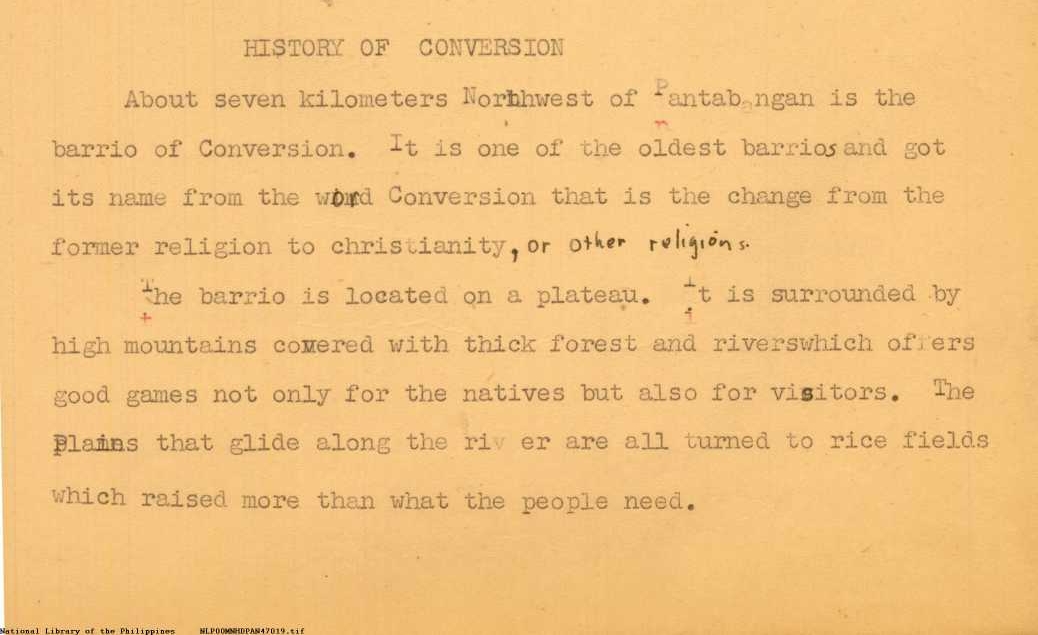 HISTORY OF CONVERSION
About seven kilometers Northwest of Pantabangan is the
barrio of Conversion. It is one of the oldest barrios and got
its name from the word Conversion that is the change from the
former religion to christianity, or other religions.
The barrio is located on a plateau. It is surrounded by
high mountains covered with thick forest and riverswhich offers
good games not only for the natives but also for visitors. The
plains that glide along the riv er are all turned to rice fields
which raised more than what the people need.
National Library of the Philippines NLPOOMNHDPAN47019.tif